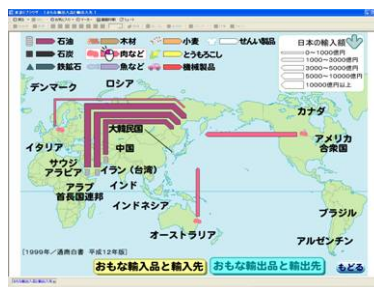 石油
木材
小麦
せんい製品
石炭
肉など
とうもろこし
鉄鉱石
魚など
機械製品
日本の輸入額
0～1000億円
1000～3000億円
3000～5000億円
5000～10000億円
10000億円以上
デンマーク
ロシア
カナダ
大韓民国
アメリカ
合衆国
イタリア
中国
サウジ
アラビア
イラン
(台湾)
アラブ
首長国連邦
インド
インドネシア
ブラジル
オーストラリア
アルゼンチン
[1999年／通商白書 平成12年版]
おもな輸入品と輸入先
おもな輸出品と輸出先
もどる